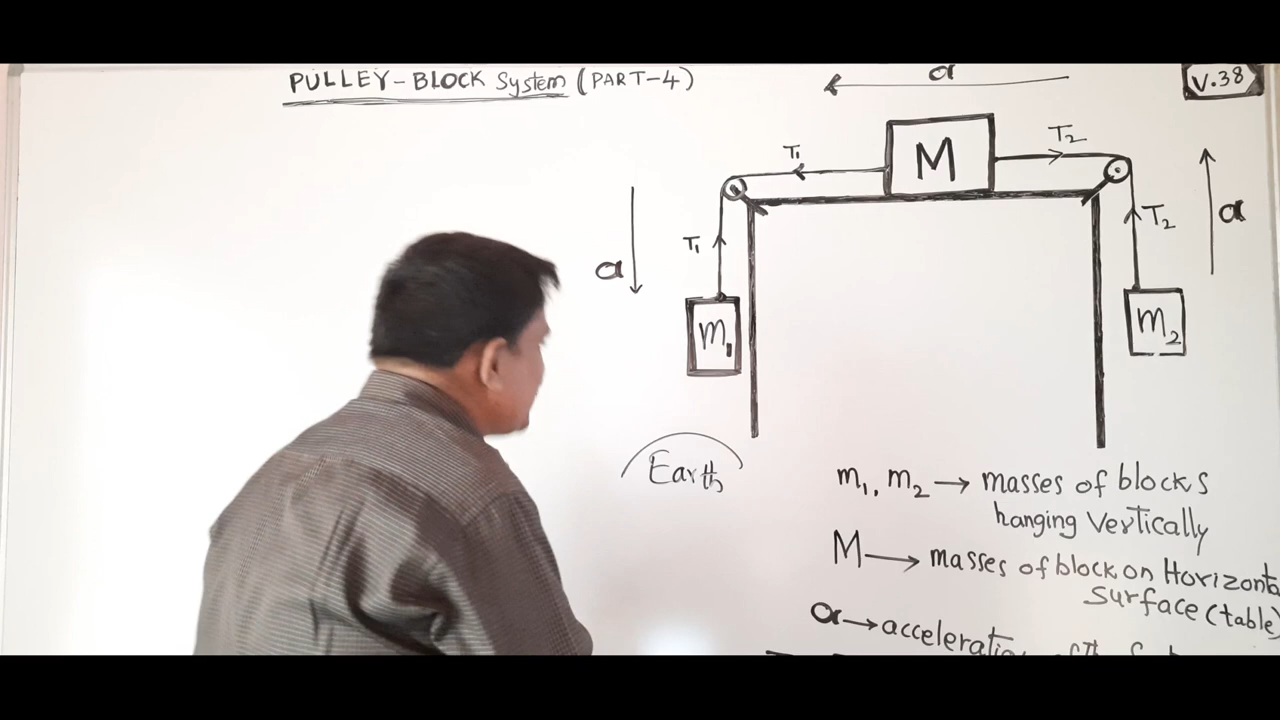 PULLEY-BLOCK System (PART-4)
a
V.38
T1
M
T2
T1
T2
a
a
m1
m2
Earth
m1, m2 → masses of blocks
hanging Vertically
M → masses of block on Horizonta
Surface (table)
a → acceleration